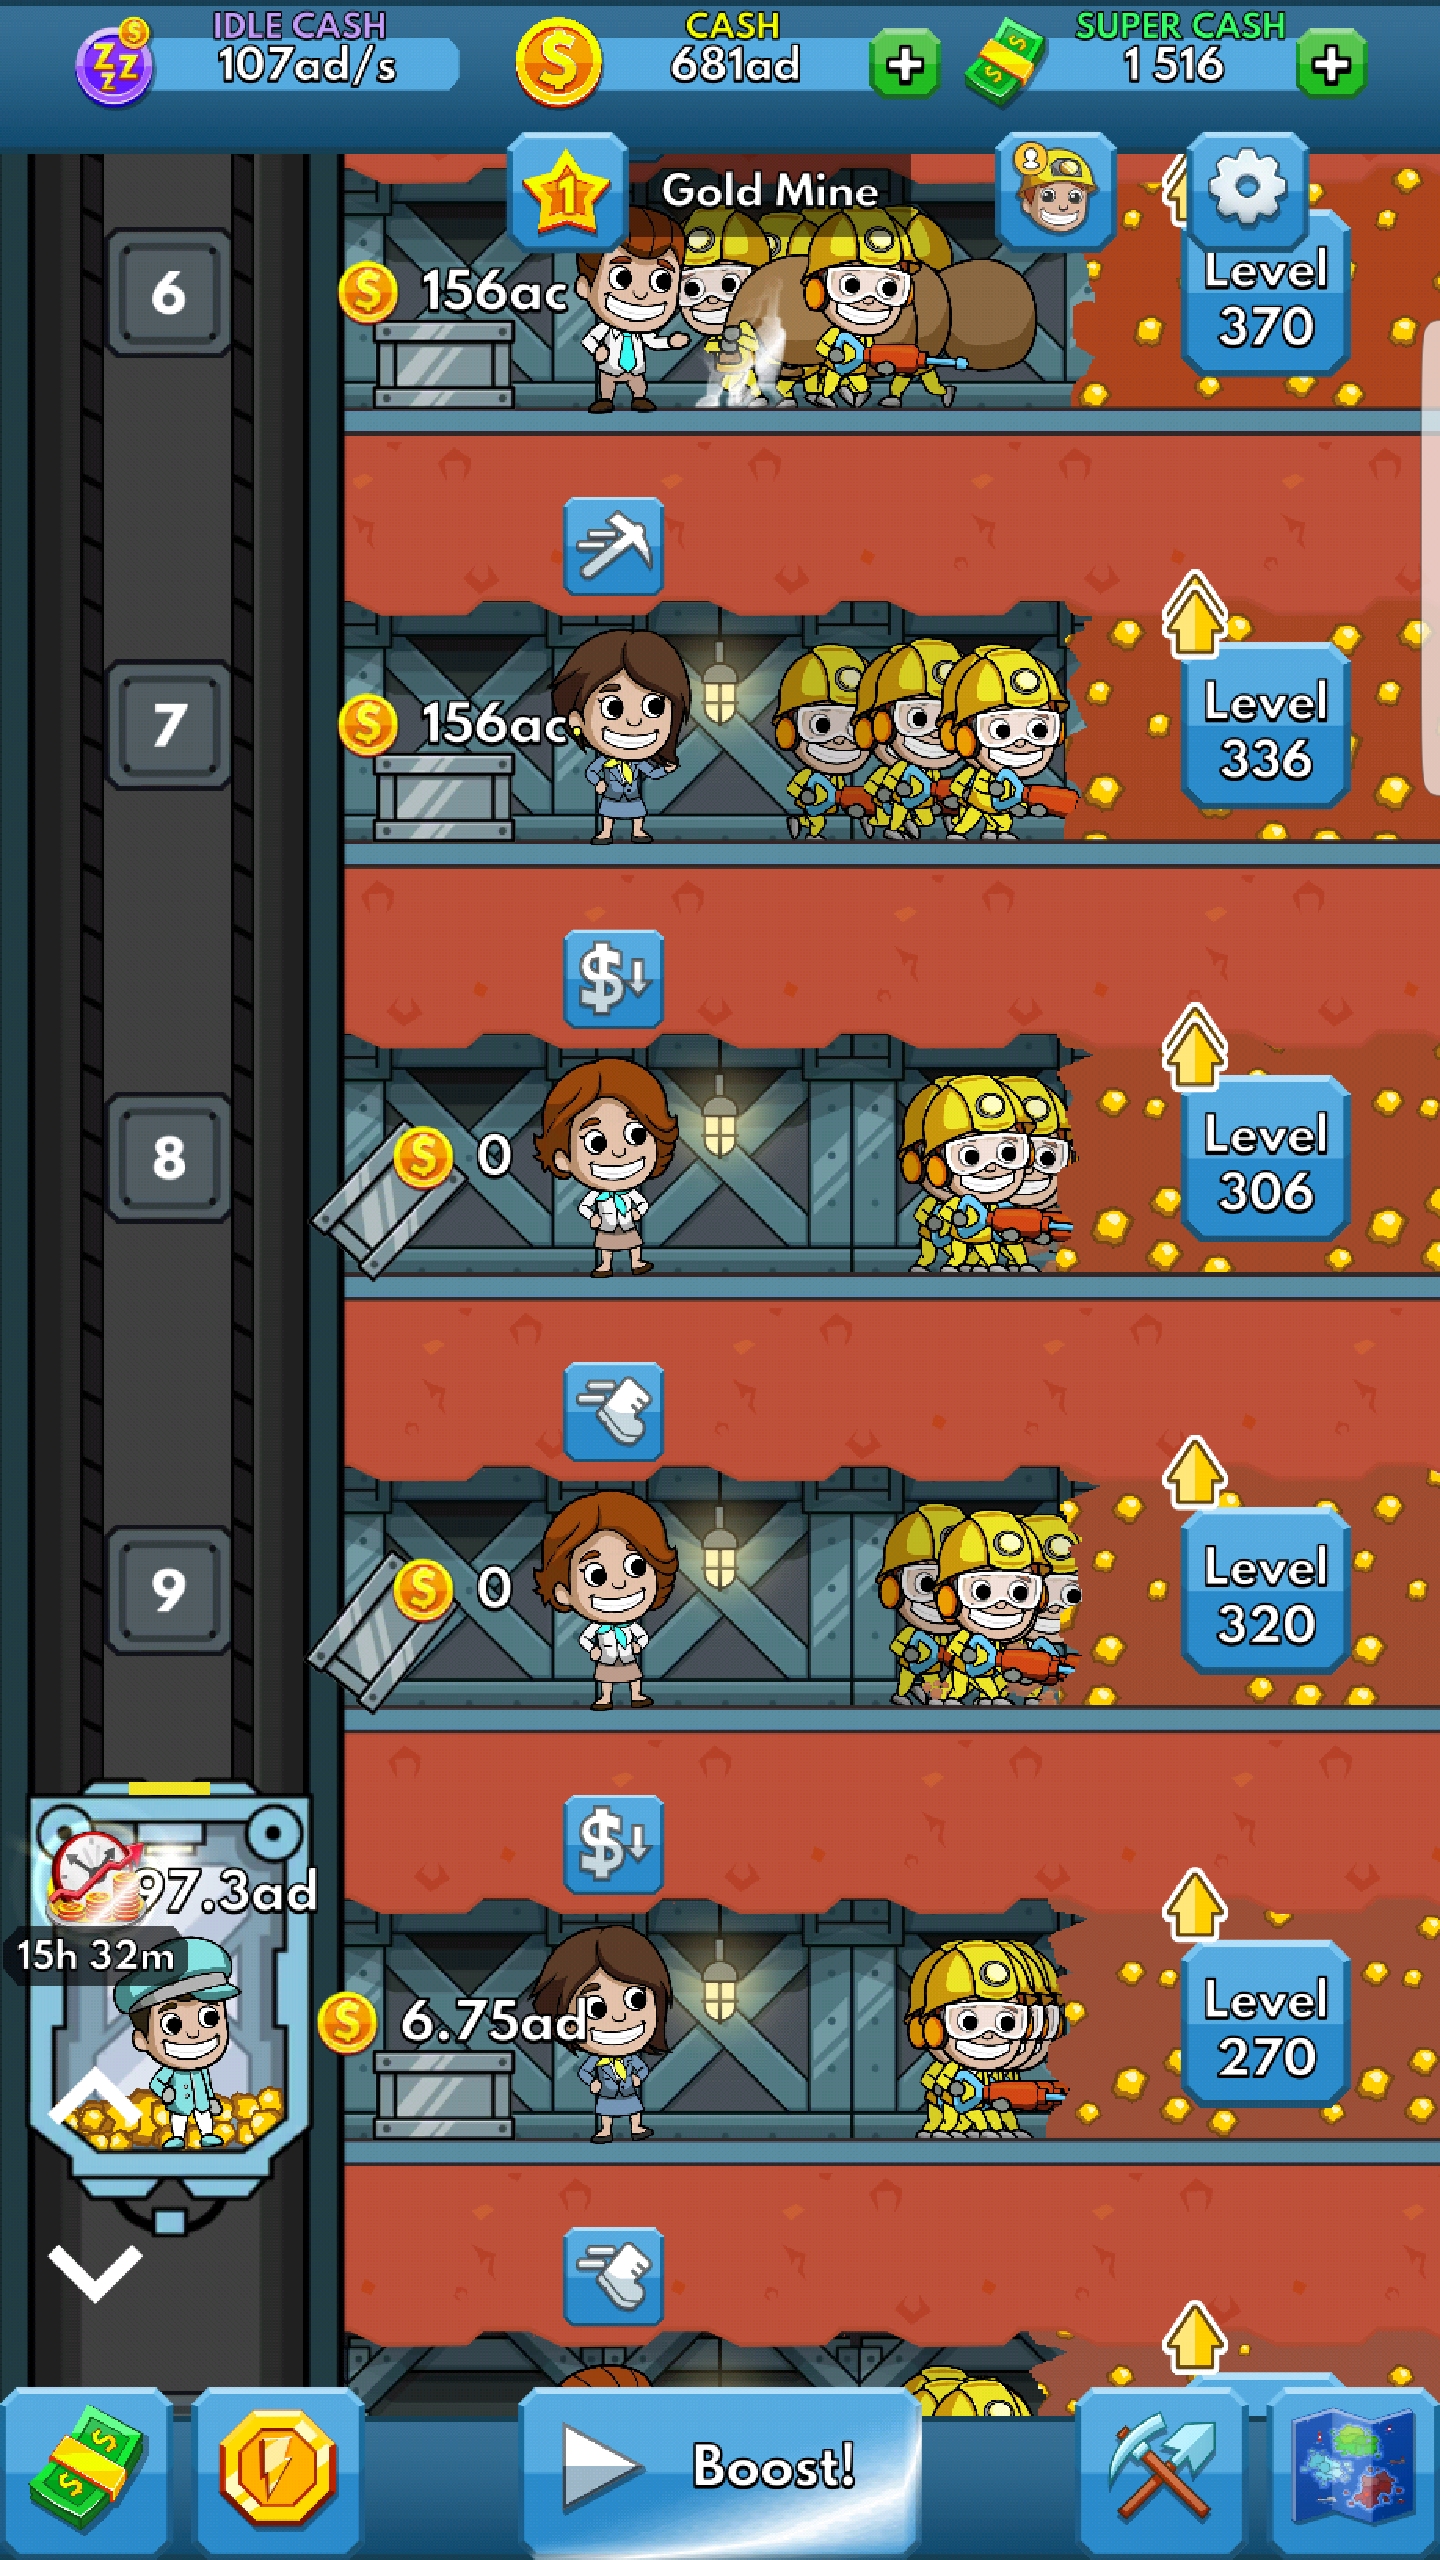 IDLE CASH
107ad/s
CASH
681ad
SUPER CASH
1 516
1
Gold Mine
6
156ac
Level
370
7
156ac
Level
336
8
0
Level
306
9
0
Level
320
97.3ad
15h 32m
6.75ad
Level
270
Boost!